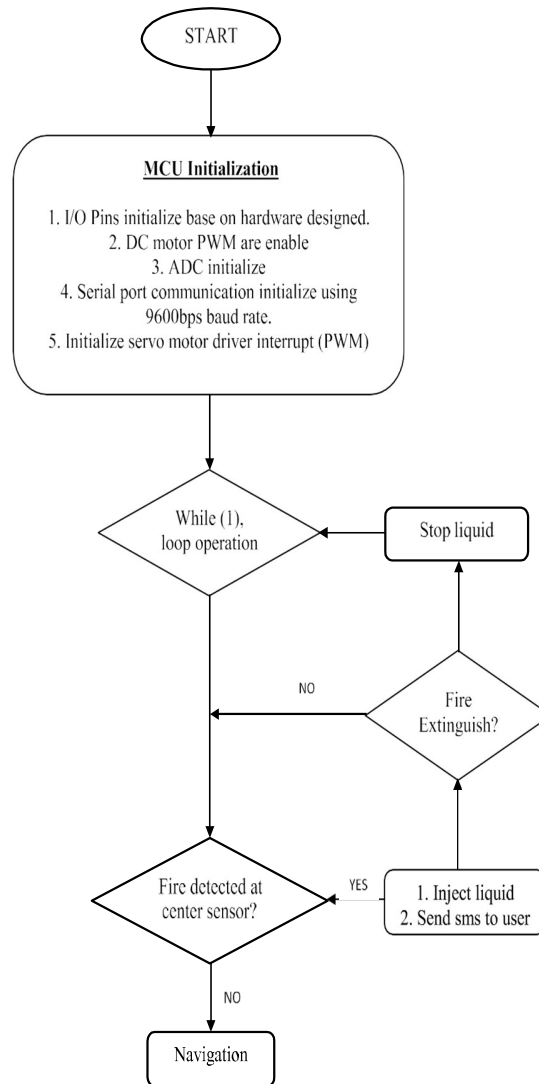 START
MCU Initialization
1. I/O Pins initialize base on hardware designed.
2. DC motor PWM are enable
3. ADC initialize
4. Serial port communication initialize using
9600bps baud rate.
5. Initialize servo motor driver interrupt (PWM)
While (1),
loop operation
Stop liquid
NO
Fire
Extinguish?
Fire detected at
center sensor?
YES
1. Inject liquid
2. Send sms to user
NO
Navigation